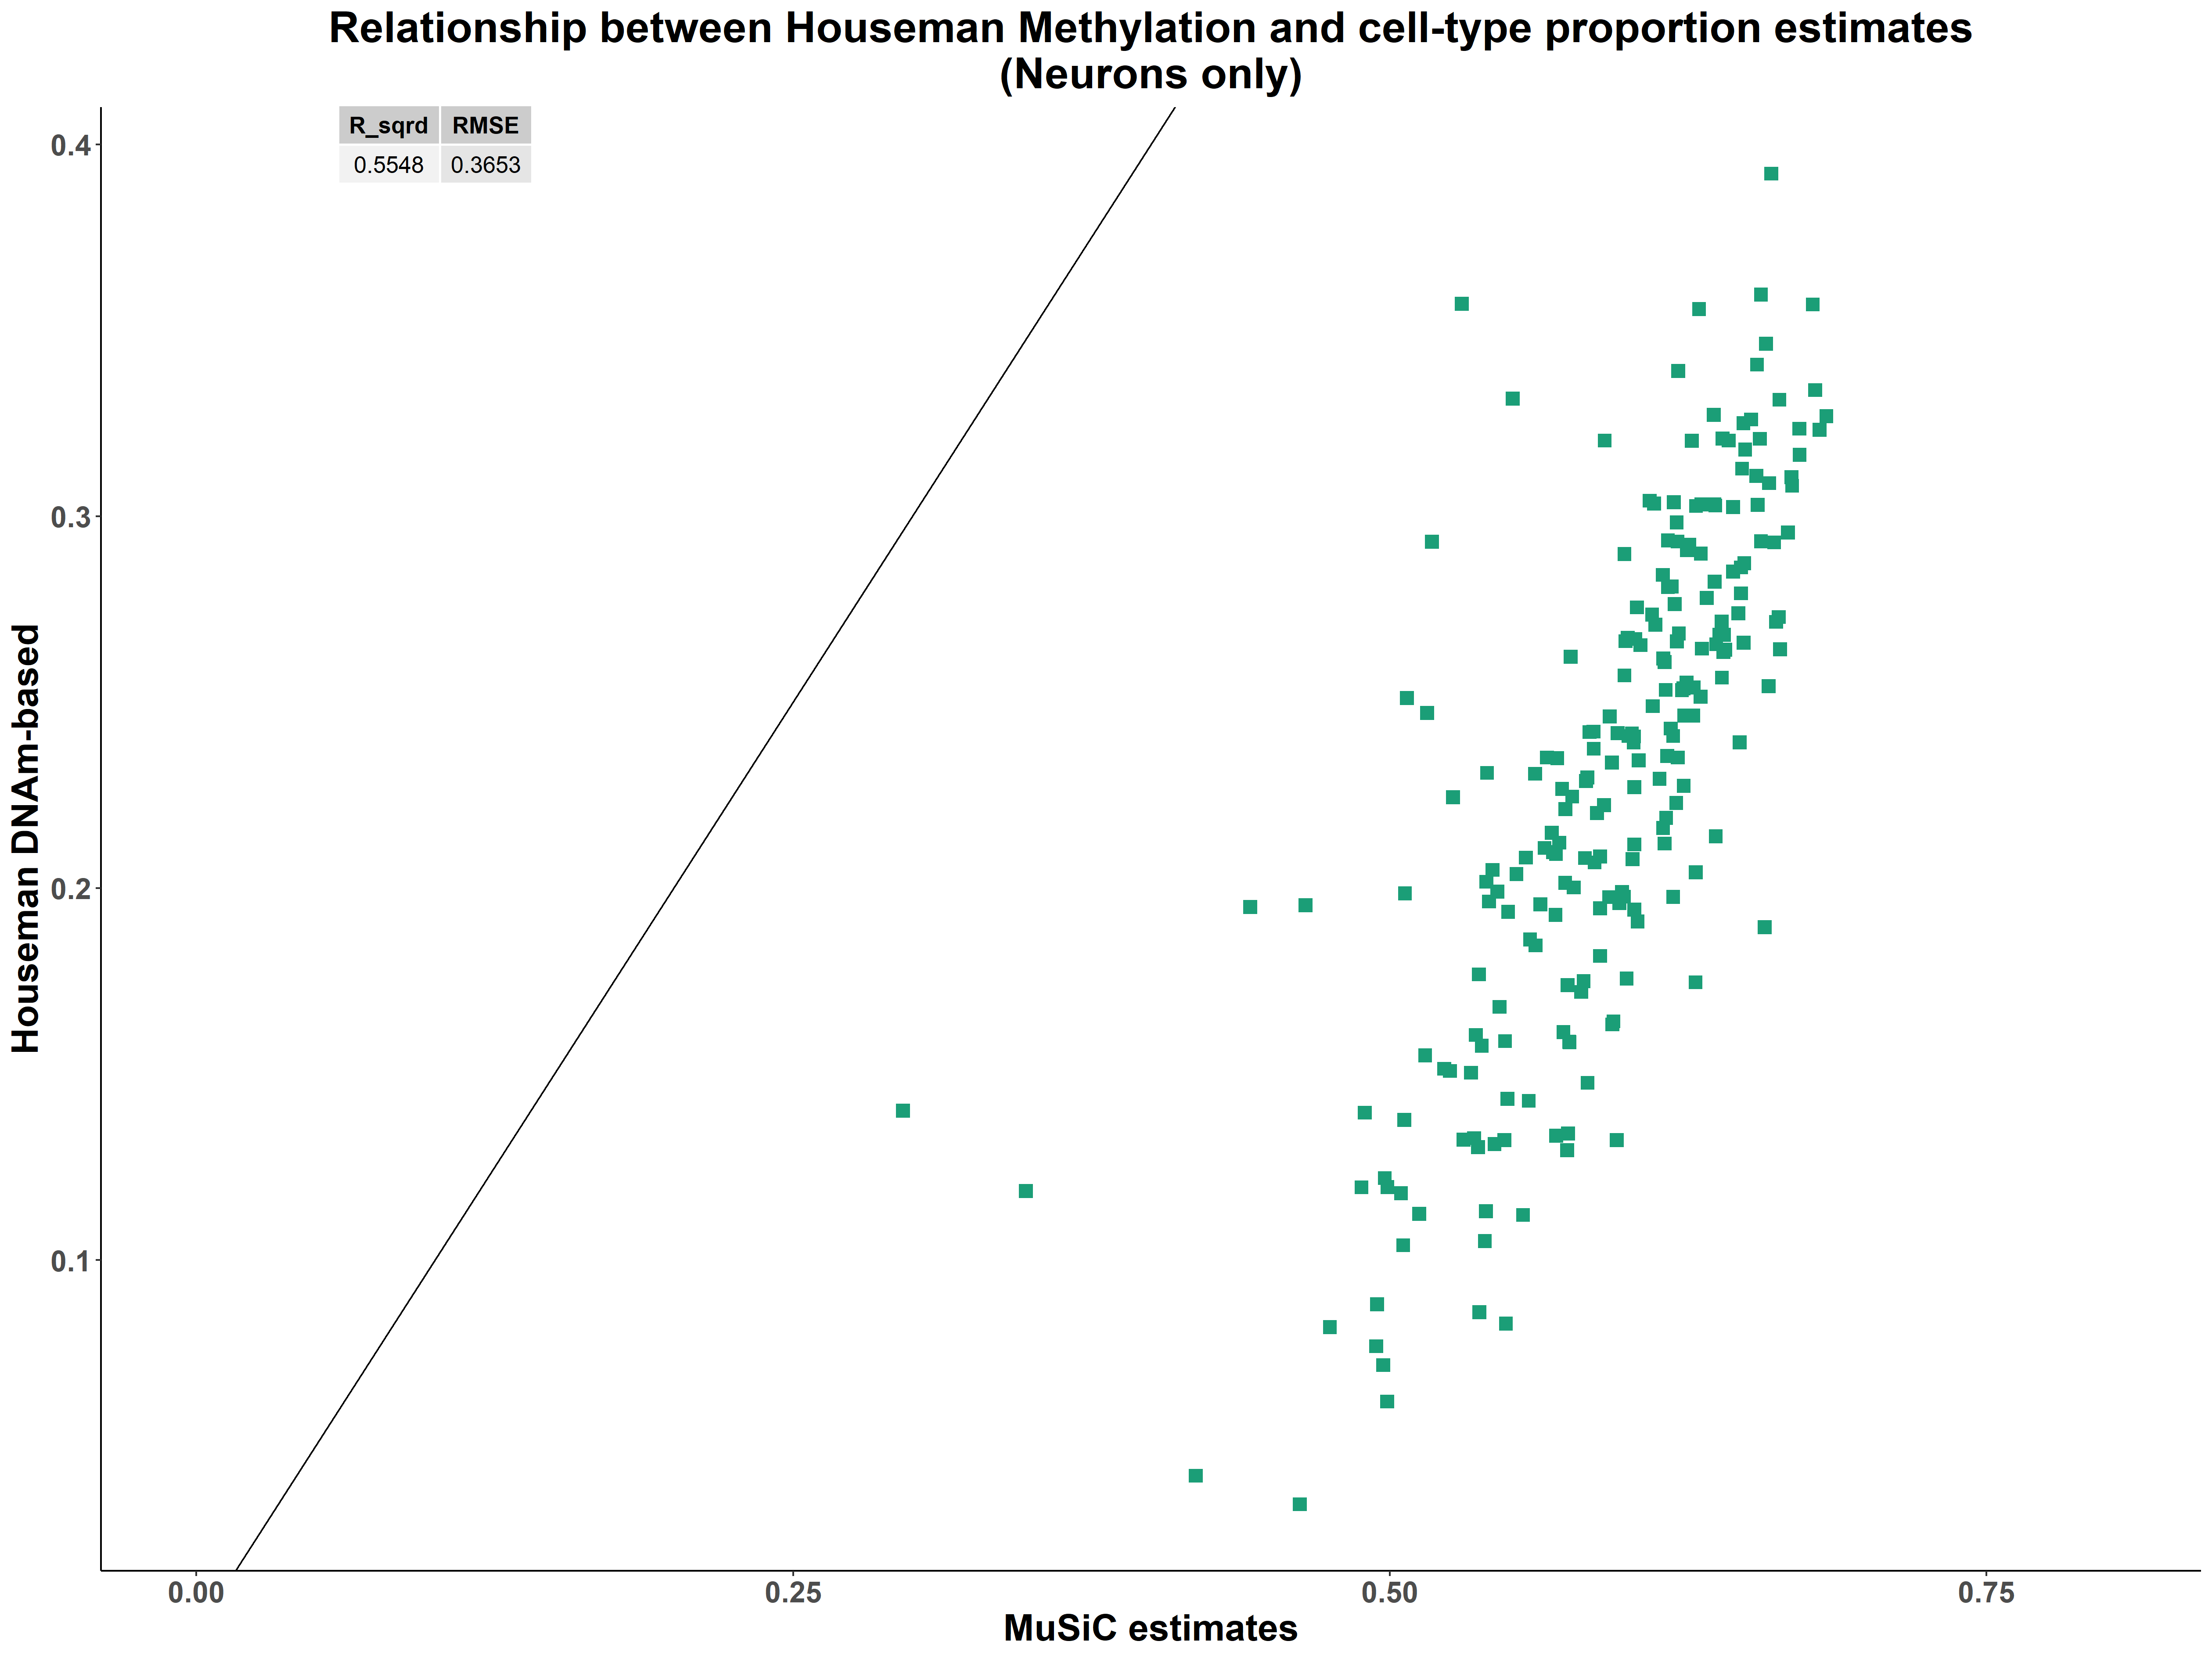 Relationship between Houseman Methylation and cell-type proportion estimates
(Neurons only)
R_sqrd RMSE
0.5548 0.3653
0.4
0.3
0.2
0.1
Houseman DNAm-based
0.00 0.25 0.50 0.75
MuSiC estimates